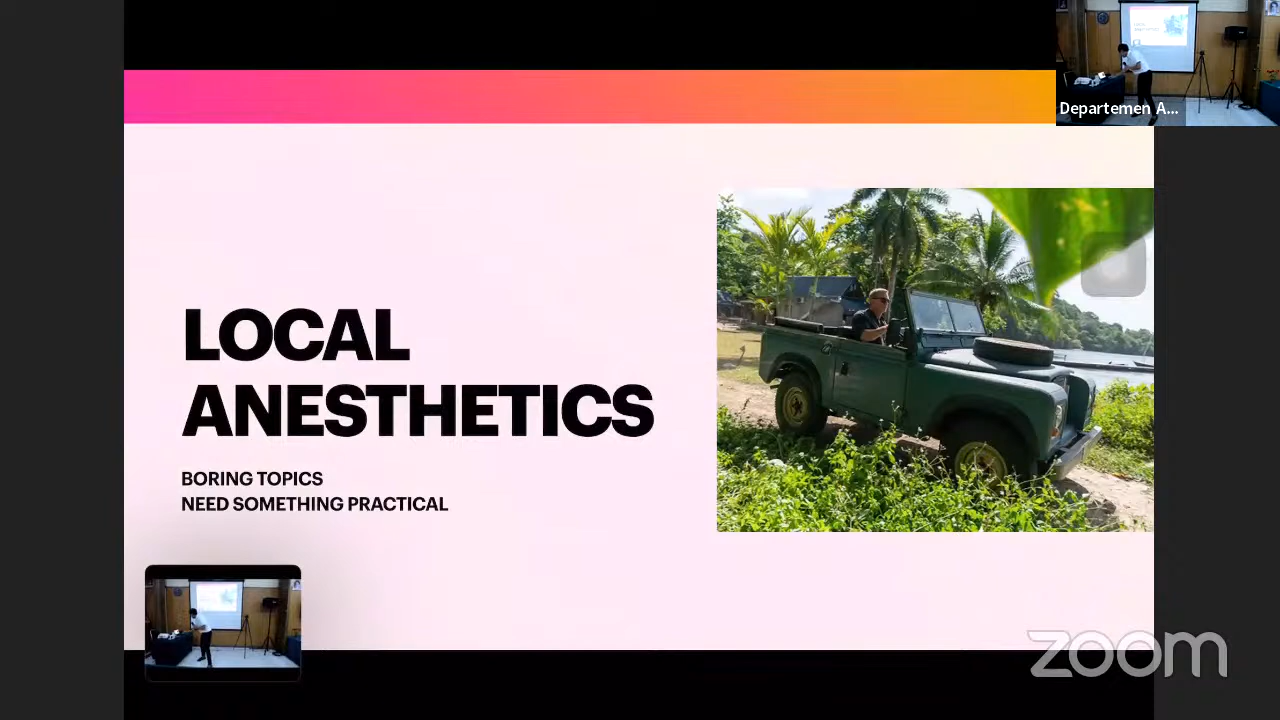 Departemen A...
LOCAL
ANESTHETICS
BORING TOPICS
NEED SOMETHING PRACTICAL
zoom